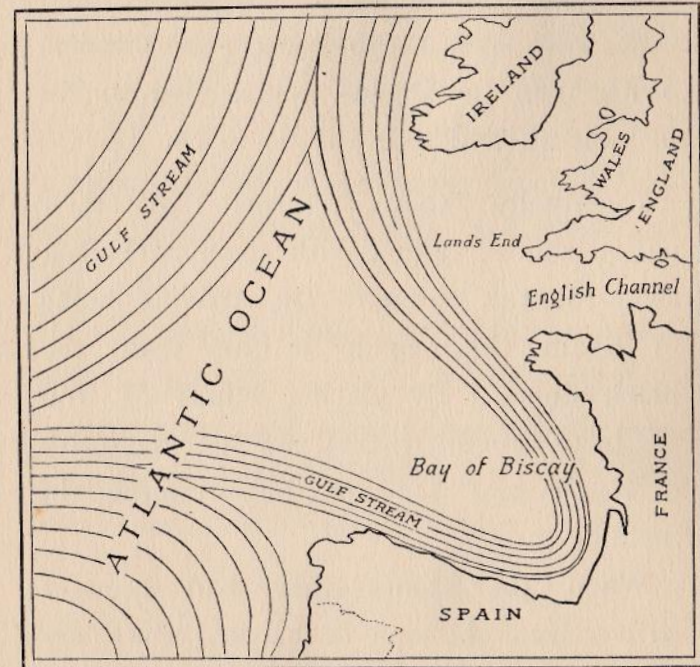 IRELAND
WALES
ENGLAND
GULF STREAM
Lands End
ATLANTIC OCEAN
English Channel
Bay of Biscay
FRANCE
GULF STREAM
SPAIN